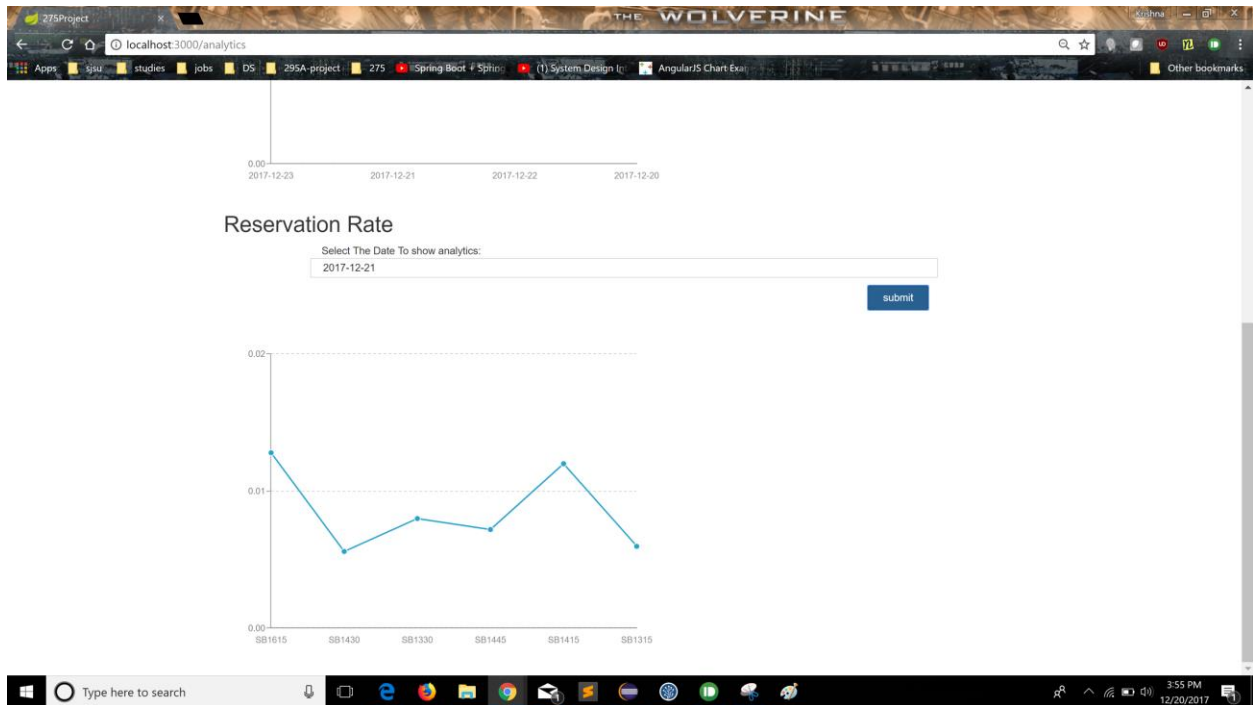 275Project
THE WOLVERINE
Krishna
localhost:3000/analytics
Apps sjsu studies jobs DS 295A-project 275 Spring Boot + Spring (1) System Design In AngularJS Chart Exam Other bookmarks
0.00
2017-12-23 2017-12-21 2017-12-22 2017-12-20
Reservation Rate
Select The Date To show analytics:
2017-12-21
submit
0.02
0.01
0.00
SB1615 SB1430 SB1330 SB1445 SB1415 SB1315
Type here to search
3:55 PM
12/20/2017